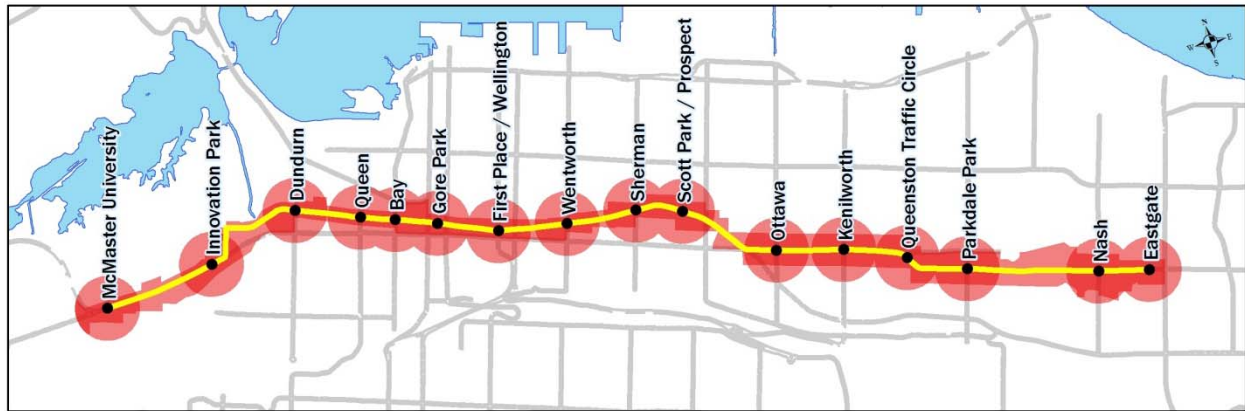 McMaster University
Innovation Park
Dundurn
Queen
Bay
Gore Park
First Place / Wellington
Wentworth
Sherman
Scott Park / Prospect
Ottawa
Kenilworth
Queenston Traffic Circle
Parkdale Park
Nash
Eastgate
N
W
E
S